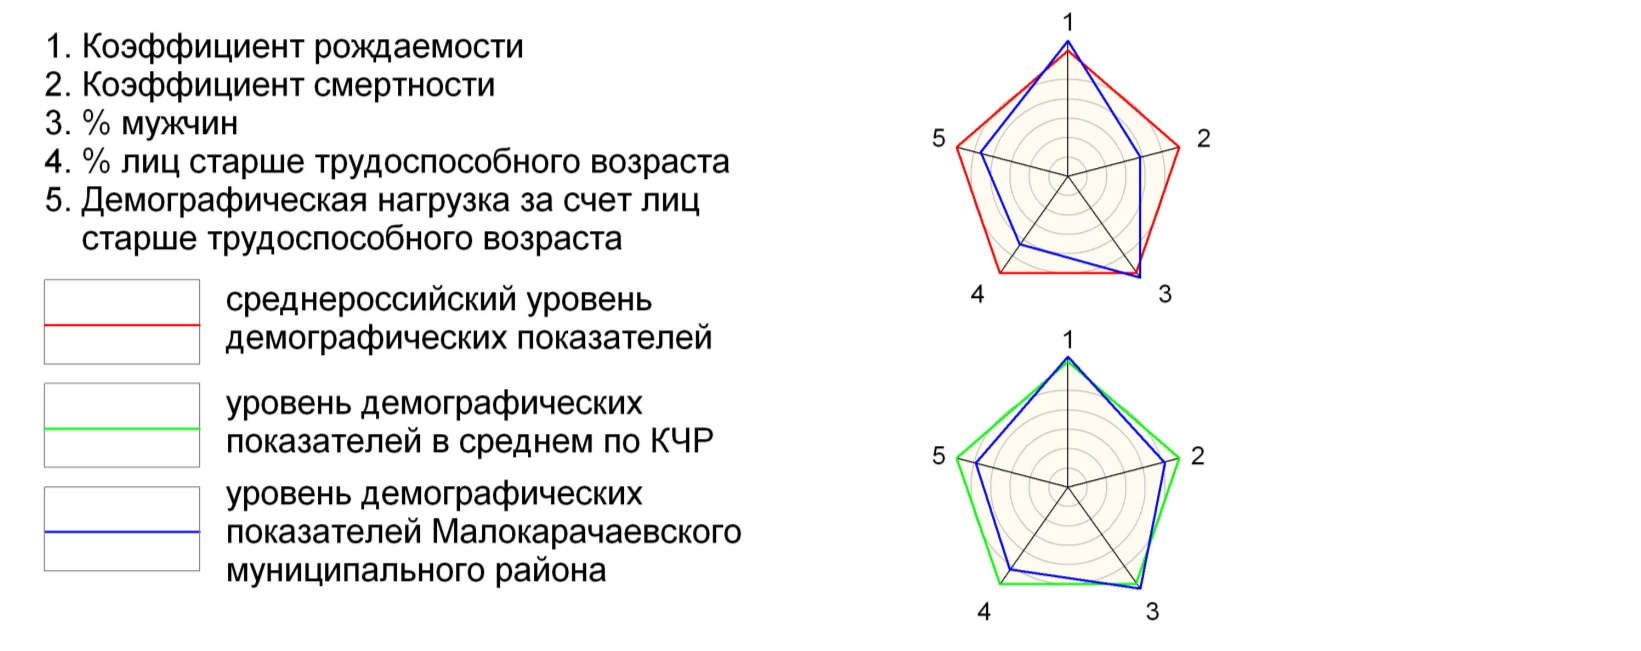 1. Коэффициент рождаемости
2. Коэффициент смертности
3. % мужчин
4. % лиц старше трудоспособного возраста
5. Демографическая нагрузка за счет лиц
старше трудоспособного возраста
среднероссийский уровень
демографических показателей
уровень демографических
показателей в среднем по КЧР
уровень демографических
показателей Малокарачаевского
муниципального района
1
5
2
4
3
1
5
2
4
3